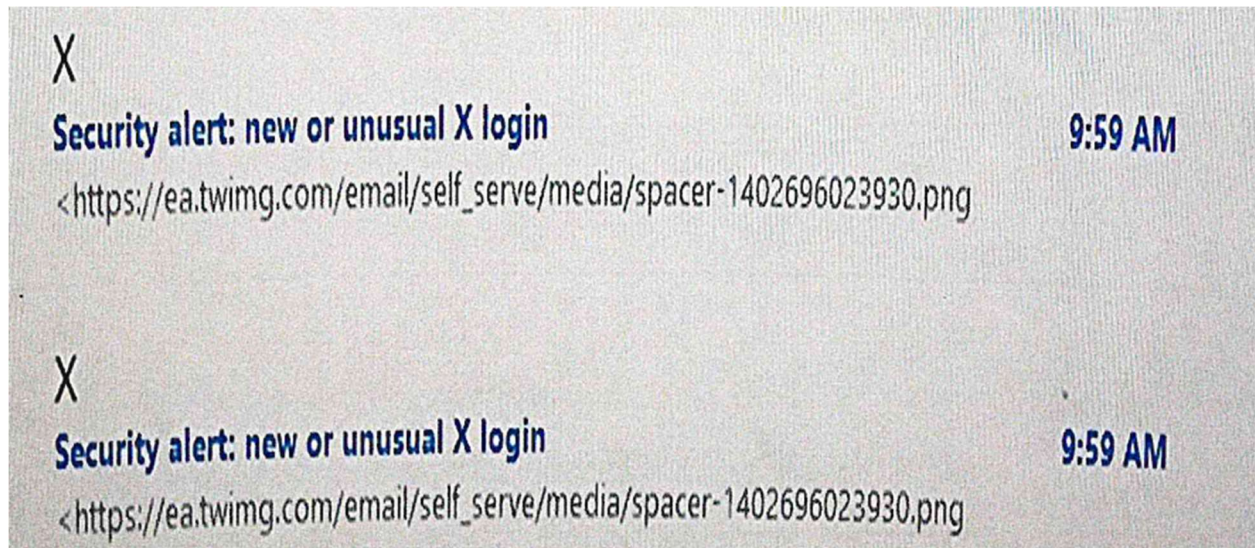 X
Security alert: new or unusual X login
9:59 AM
<https://ea.twimg.com/email/self_serve/media/spacer-1402696023930.png
X
Security alert: new or unusual X login
9:59 AM
<https://ea.twimg.com/email/self_serve/media/spacer-1402696023930.png